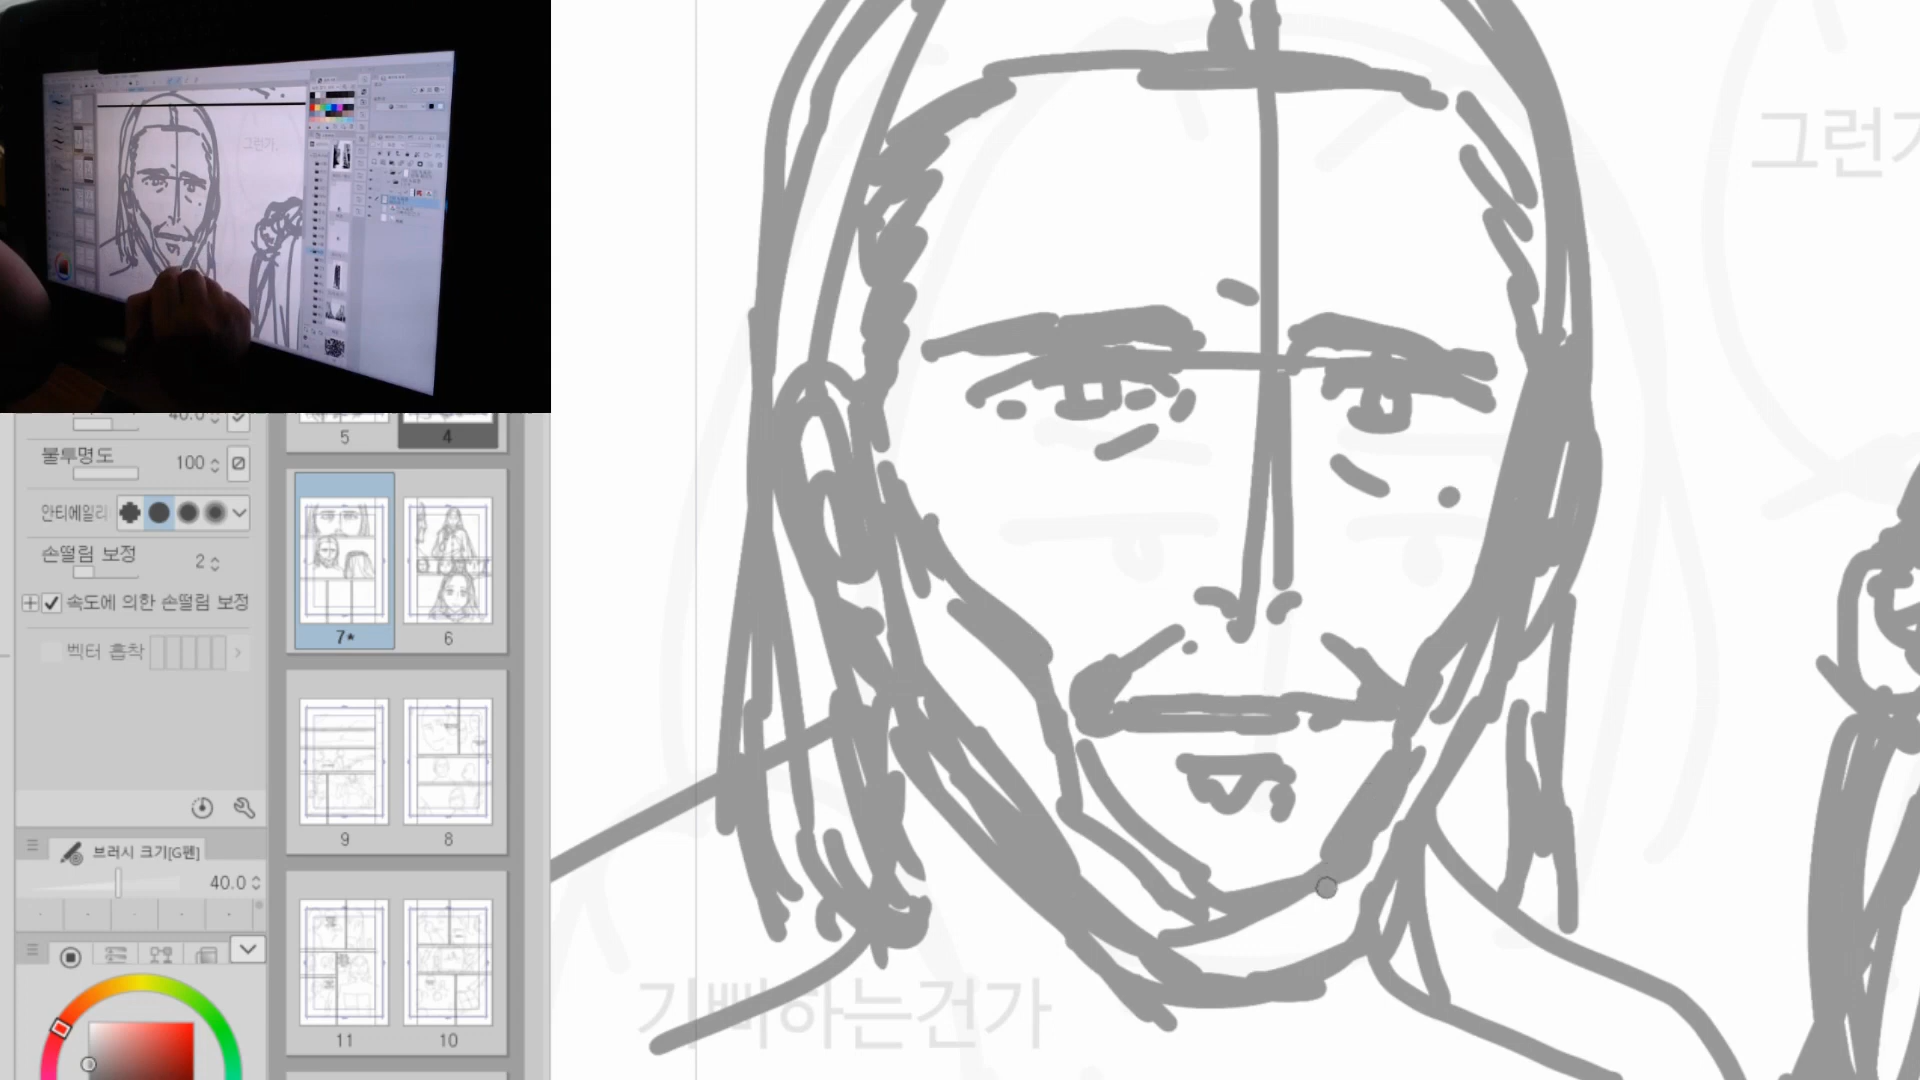 그런가
기뻐하는건가
40.0
불투명도 100
안티에일리
손떨림 보정 2
속도에 의한 손떨림 보정
벡터 흡착
브러시 크기[G펜]
40.0
5 4
7* 6
9 8
11 10
그런가.